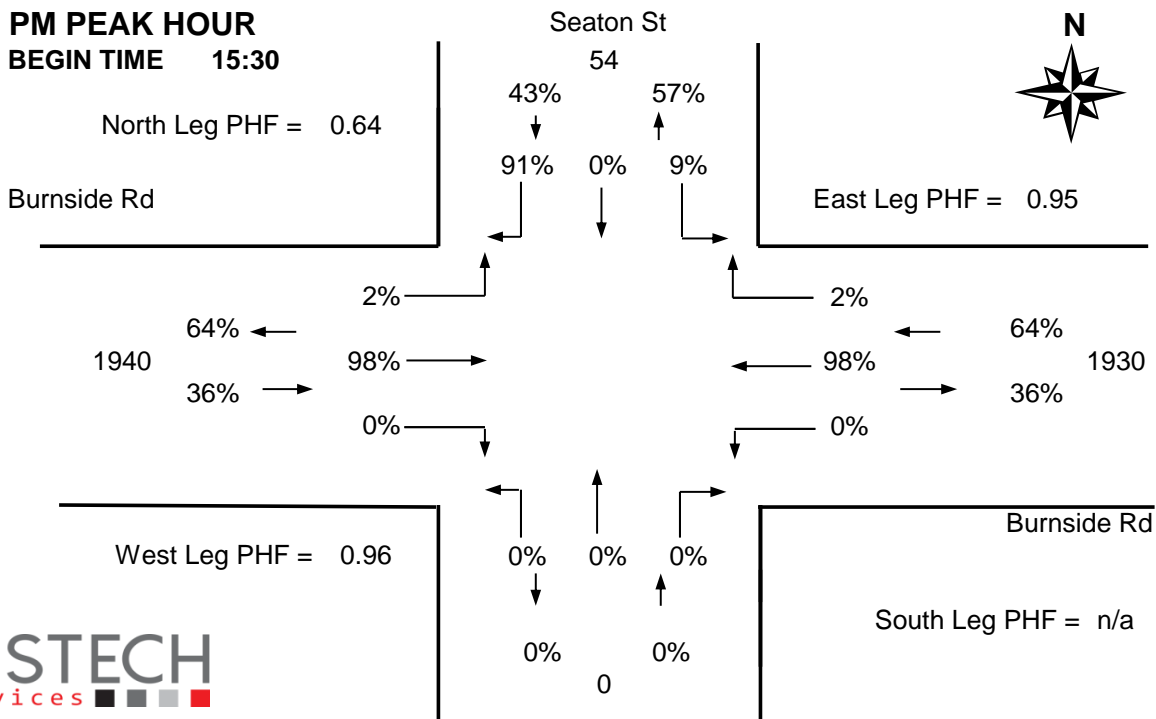 PM PEAK HOUR
BEGIN TIME 15:30
Seaton St
54
N
43% 57%
North Leg PHF = 0.64
91% 0% 9%
Burnside Rd
East Leg PHF = 0.95
2% 2%
64% 64%
1940 98% 98% 1930
36% 36%
0% 0%
Burnside Rd
West Leg PHF = 0.96
0% 0% 0%
South Leg PHF = n/a
0% 0%
0
STECH
vices